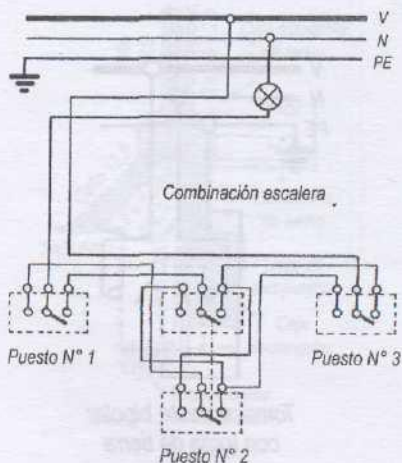 V
N
PE
Combinación escalera
Puesto N° 1
Puesto N° 3
Puesto N° 2